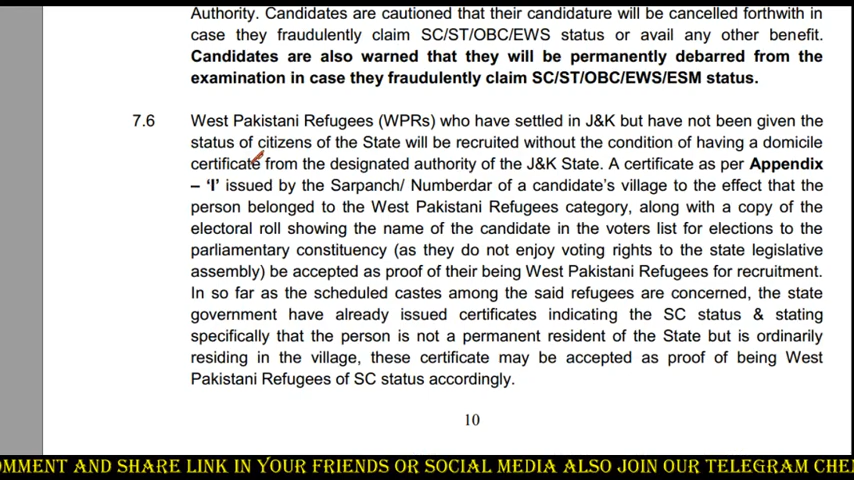 Authority. Candidates are cautioned that their candidature will be cancelled forthwith in
case they fraudulently claim SC/ST/OBC/EWS status or avail any other benefit.
Candidates are also warned that they will be permanently debarred from the
examination in case they fraudulently claim SC/ST/OBC/EWS/ESM status.
7.6 West Pakistani Refugees (WPRs) who have settled in J&K but have not been given the
status of citizens of the State will be recruited without the condition of having a domicile
certificate from the designated authority of the J&K State. A certificate as per Appendix
– ‘I’ issued by the Sarpanch/ Numberdar of a candidate’s village to the effect that the
person belonged to the West Pakistani Refugees category, along with a copy of the
electoral roll showing the name of the candidate in the voters list for elections to the
parliamentary constituency (as they do not enjoy voting rights to the state legislative
assembly) be accepted as proof of their being West Pakistani Refugees for recruitment.
In so far as the scheduled castes among the said refugees are concerned, the state
government have already issued certificates indicating the SC status & stating
specifically that the person is not a permanent resident of the State but is ordinarily
residing in the village, these certificate may be accepted as proof of being West
Pakistani Refugees of SC status accordingly.
10
OMMENT AND SHARE LINK IN YOUR FRIENDS OR SOCIAL MEDIA ALSO JOIN OUR TELEGRAM CHE